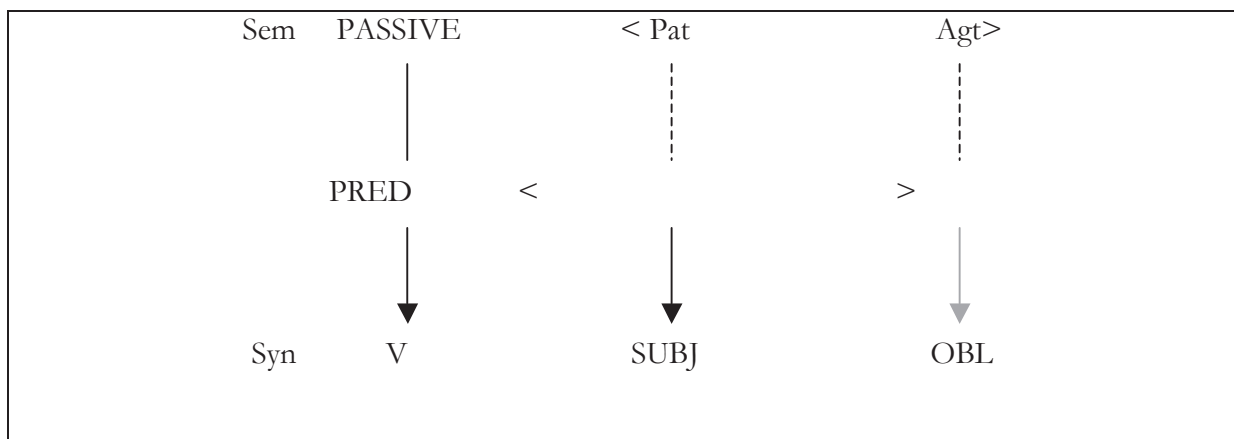 Sem PASSIVE < Pat Agt>
PRED < >
Syn V SUBJ OBL